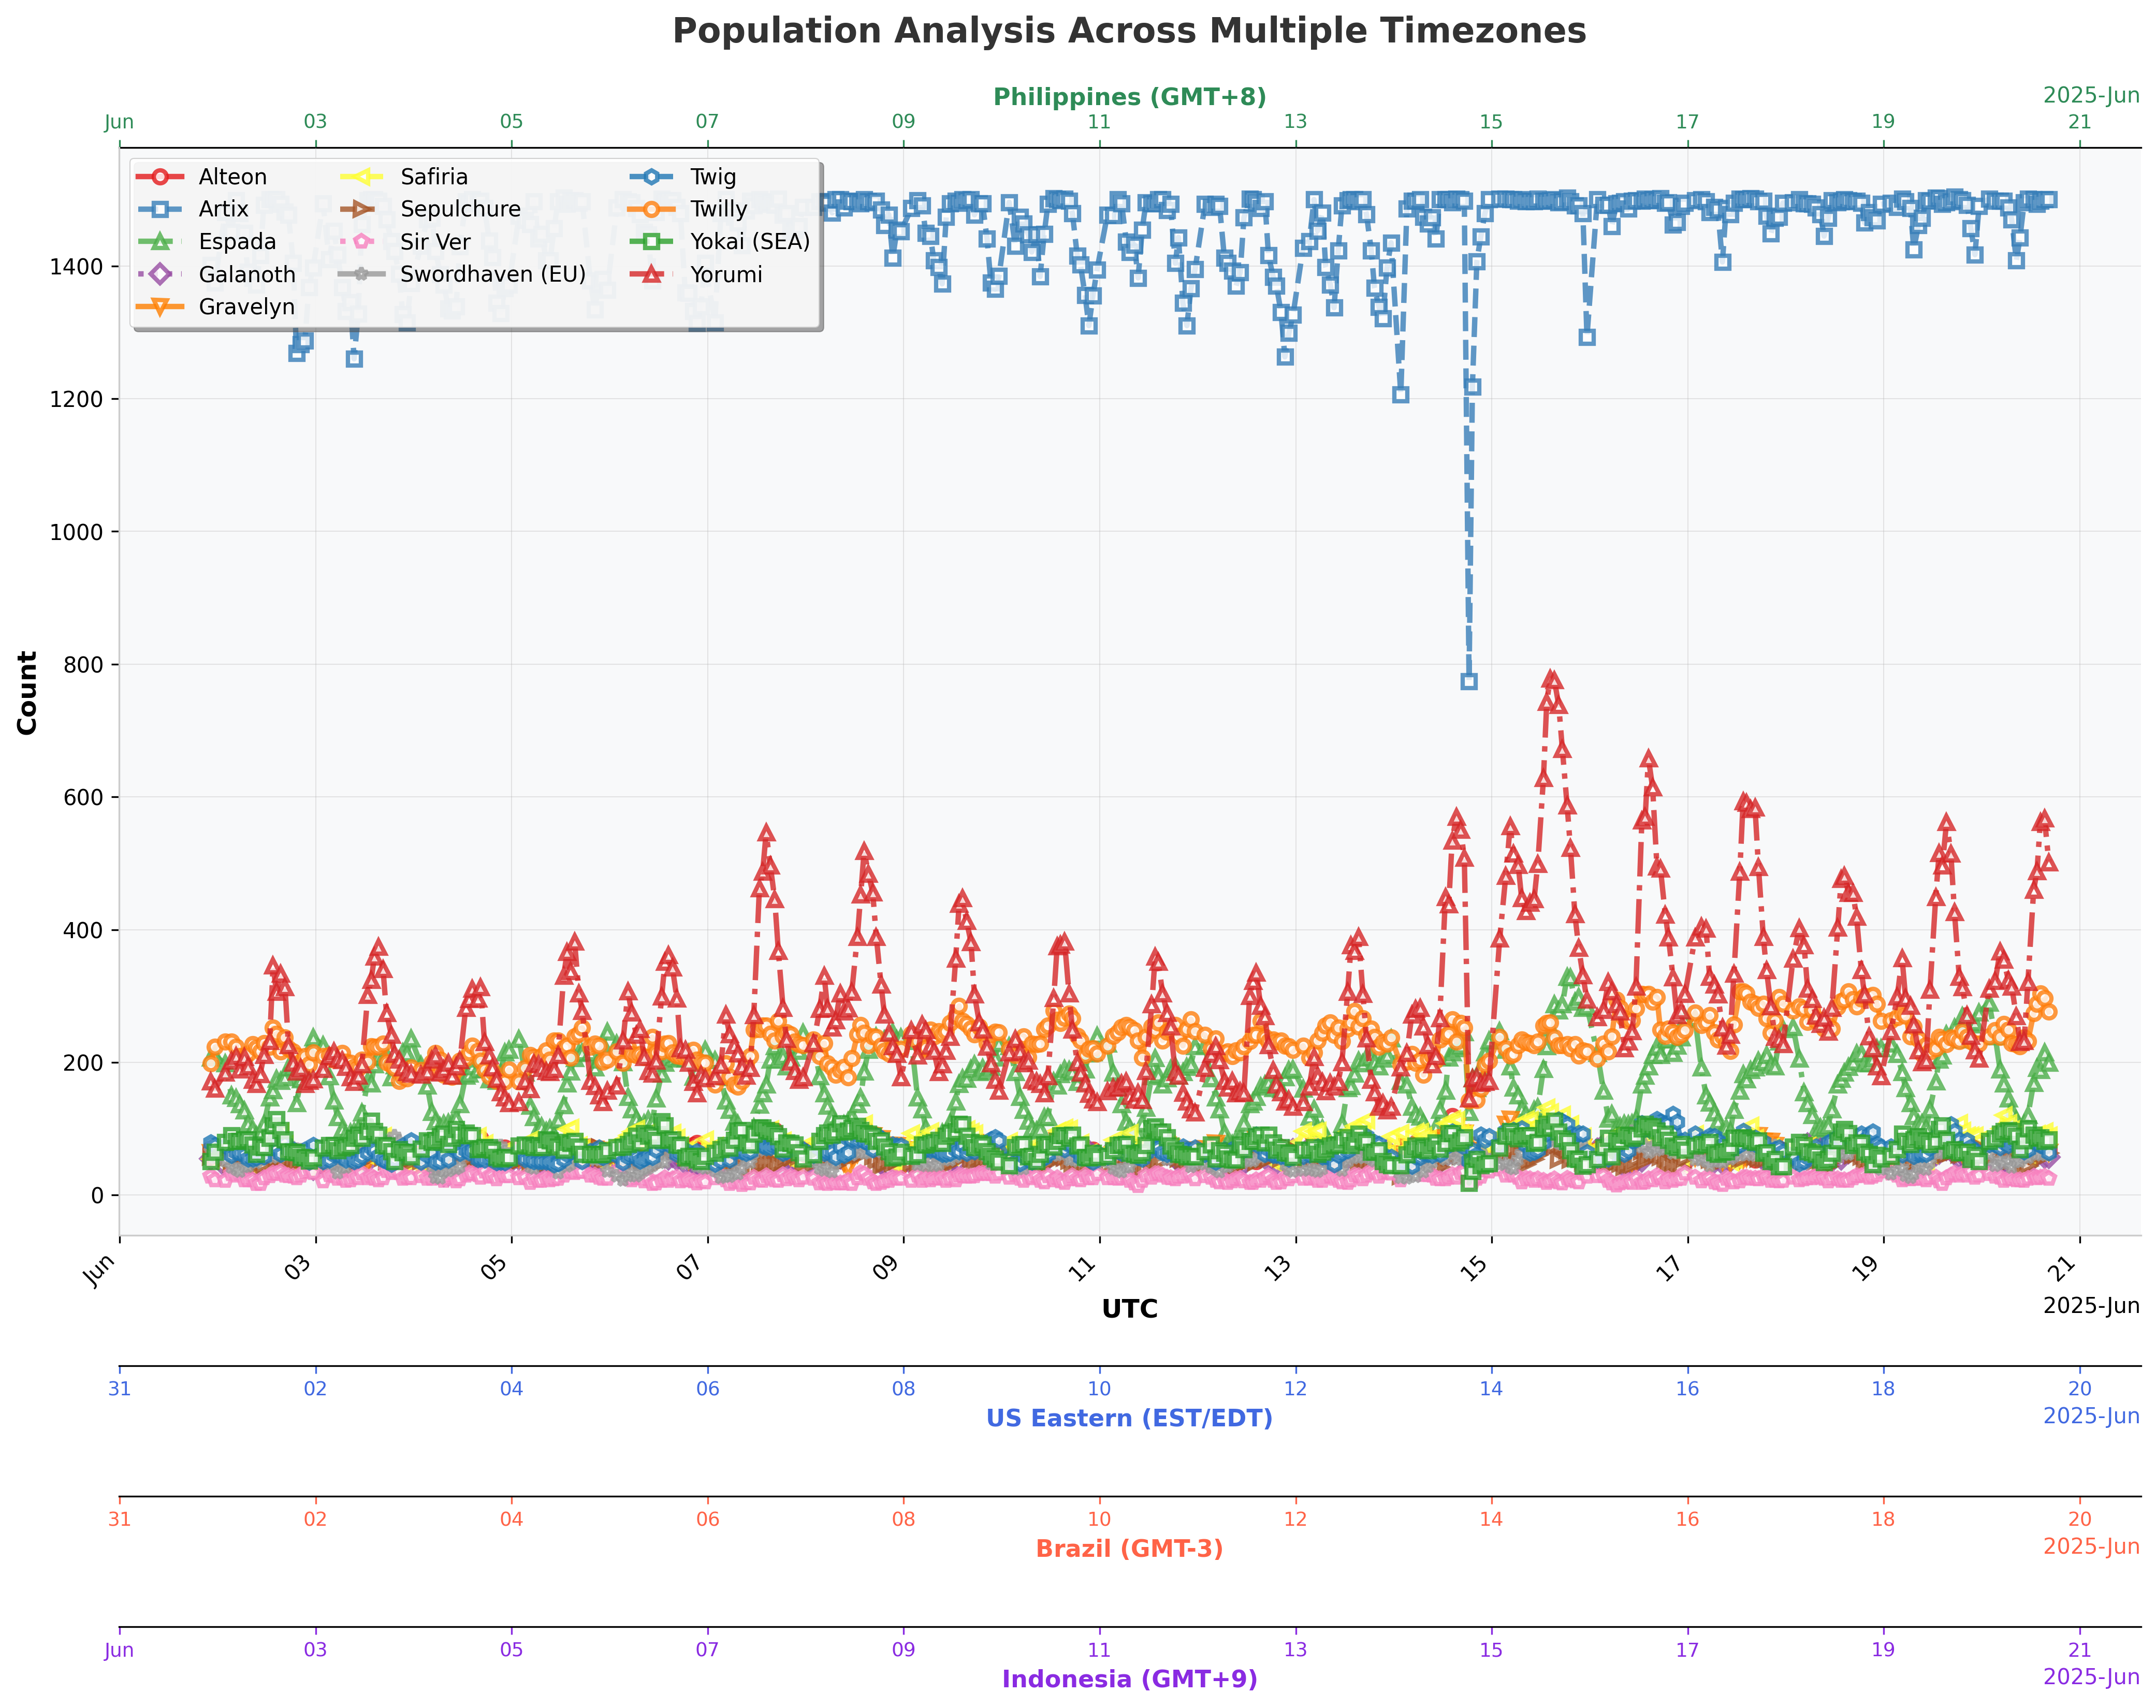 Population Analysis Across Multiple Timezones
Philippines (GMT+8)
2025-Jun
Jun 03 05 07 09 11 13 15 17 19 21
Alteon Safiria Twig
Artix Sepulchure Twilly
Espada Sir Ver Yokai (SEA)
Galanoth Swordhaven (EU) Yorumi
Gravelyn
1400
1200
1000
800
600
400
200
0
Count
Jun 03 05 07 09 11 13 15 17 19 21
UTC
2025-Jun
31 02 04 06 08 10 12 14 16 18 20
US Eastern (EST/EDT)
2025-Jun
31 02 04 06 08 10 12 14 16 18 20
Brazil (GMT-3)
2025-Jun
Jun 03 05 07 09 11 13 15 17 19 21
Indonesia (GMT+9)
2025-Jun